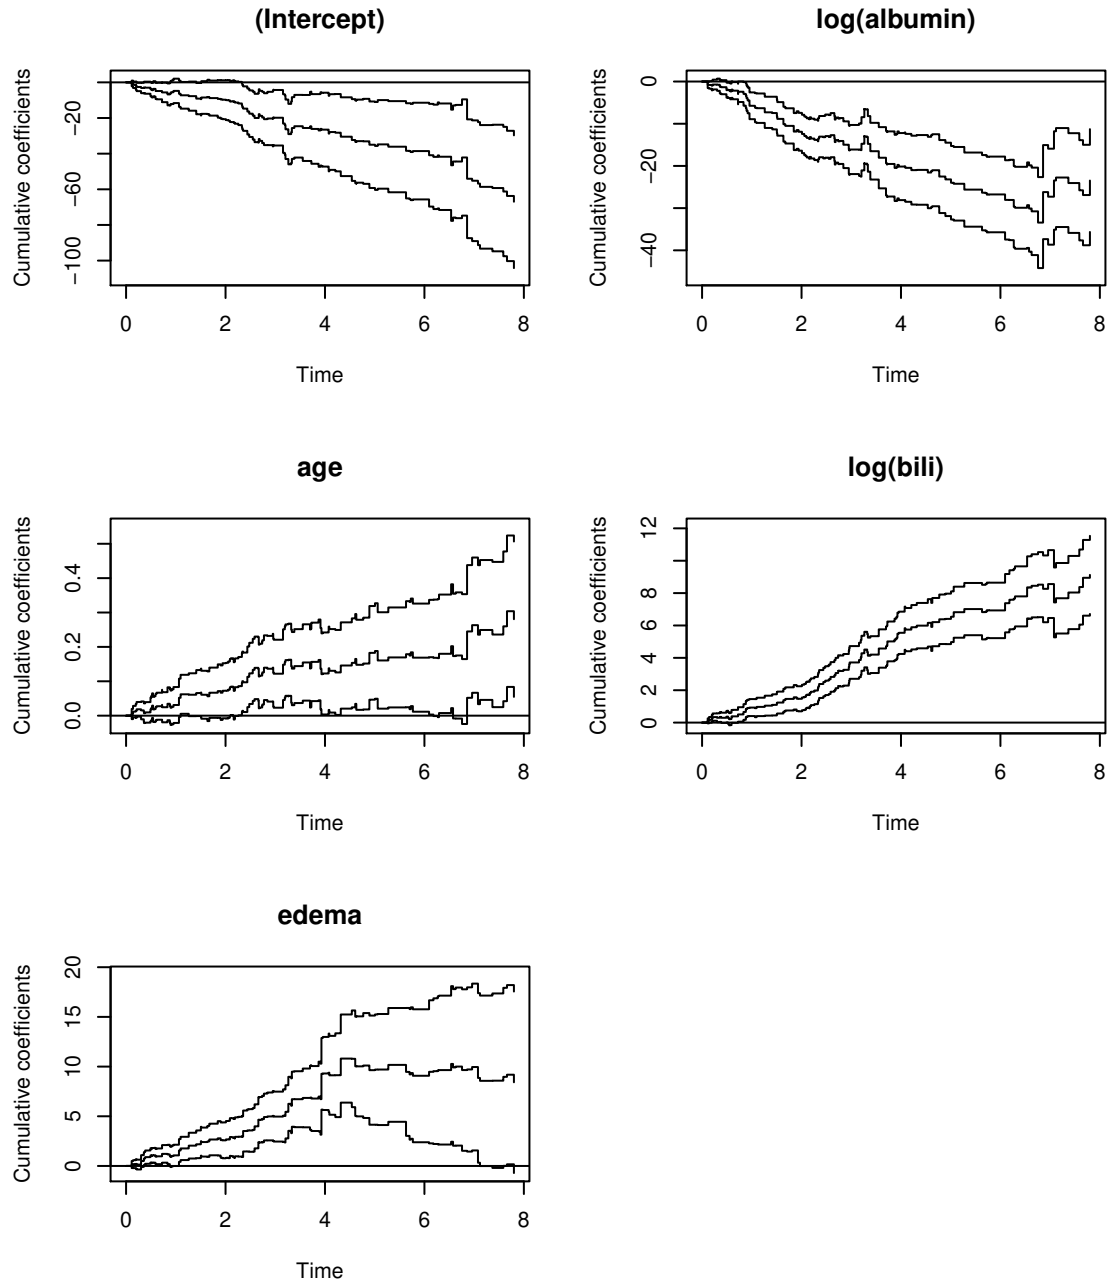 (Intercept)
Cumulative coefficients
−20
−60
−100
0 2 4 6 8
Time
log(albumin)
Cumulative coefficients
0
−20
−40
0 2 4 6 8
Time
age
Cumulative coefficients
0.4
0.2
0.0
0 2 4 6 8
Time
log(bili)
Cumulative coefficients
12
8
6
4
2
0
0 2 4 6 8
Time
edema
Cumulative coefficients
20
15
10
5
0
0 2 4 6 8
Time